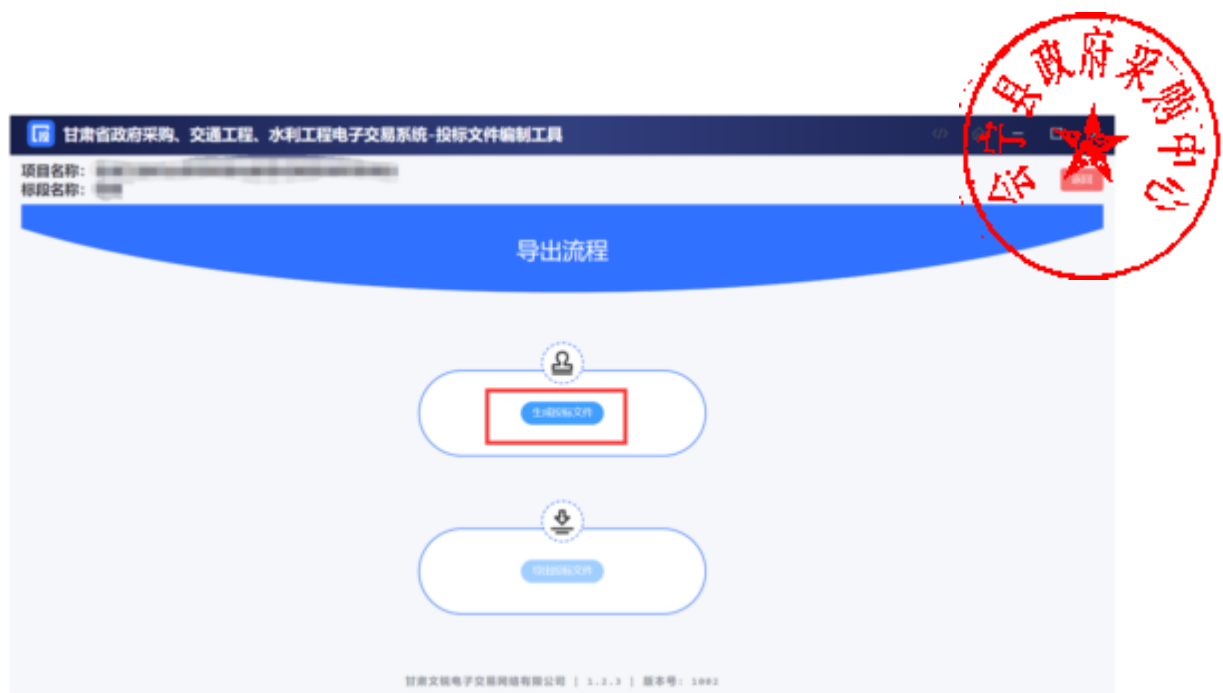 会宁县政府采购中心
甘肃省政府采购、交通工程、水利工程电子交易系统-投标文件编制工具
项目名称：
标段名称：
返回
导出流程
生成投标文件
导出投标文件
甘肃文锐电子交易网络有限公司 | 1.2.3 | 版本号: 1002